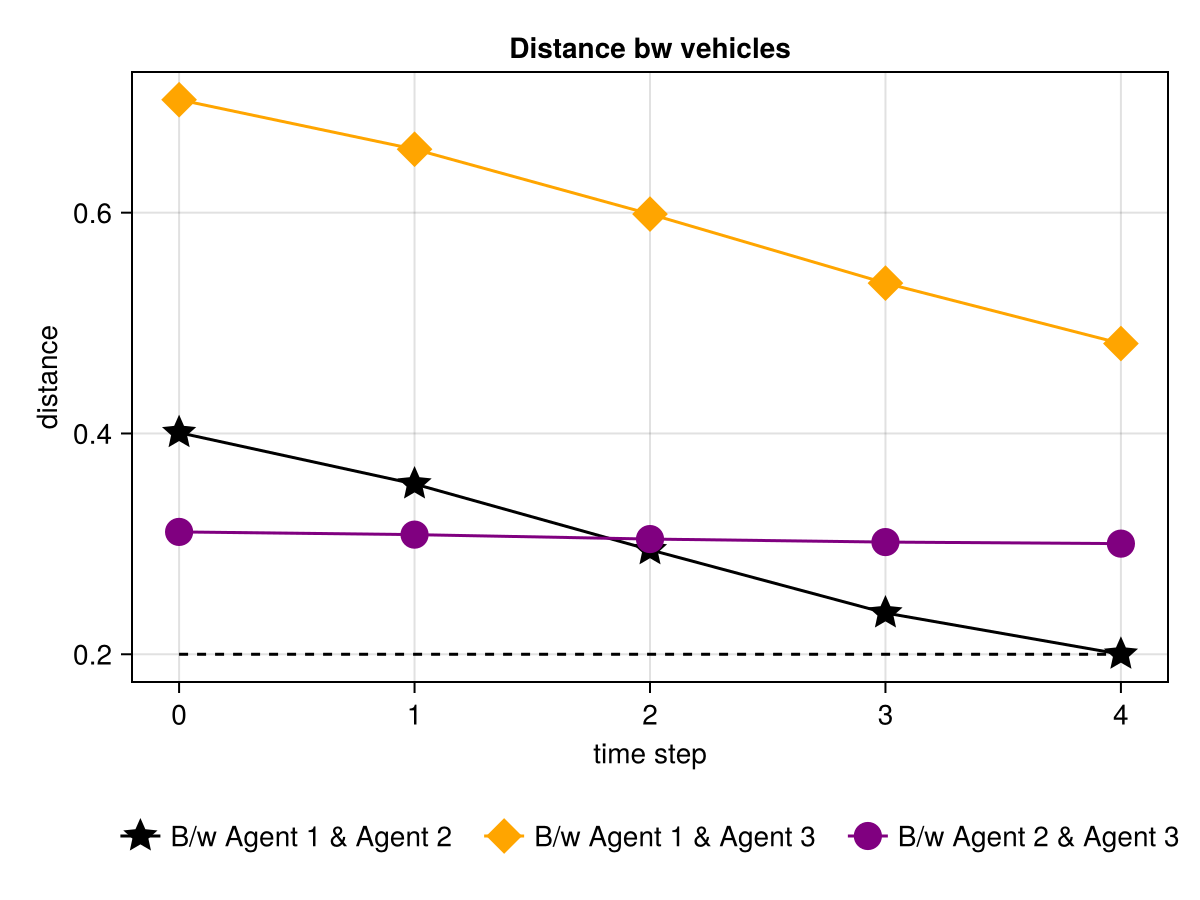 Distance bw vehicles
distance
0.6
0.4
0.2
0 1 2 3 4
time step
B/w Agent 1 & Agent 2 B/w Agent 1 & Agent 3 B/w Agent 2 & Agent 3